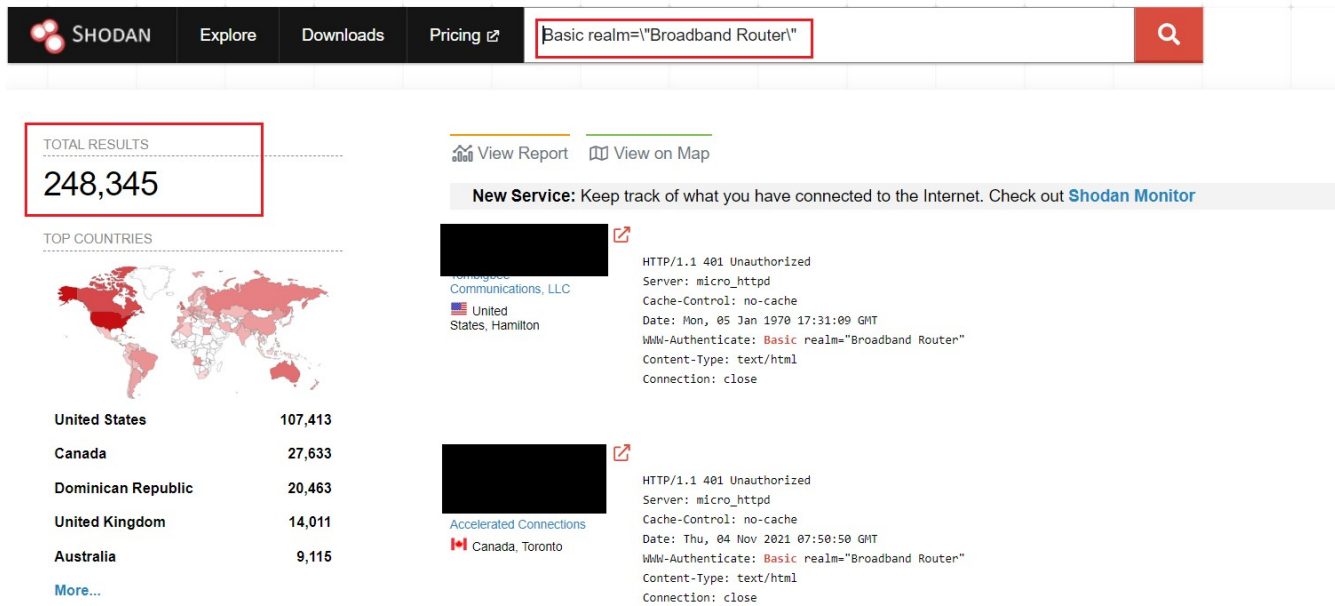 SHODAN Explore Downloads Pricing Basic realm=\"Broadband Router\"
TOTAL RESULTS
248,345
TOP COUNTRIES
United States 107,413
Canada 27,633
Dominican Republic 20,463
United Kingdom 14,011
Australia 9,115
More...
View Report View on Map
New Service: Keep track of what you have connected to the Internet. Check out Shodan Monitor
Communications, LLC
United
States, Hamilton
HTTP/1.1 401 Unauthorized
Server: micro_httpd
Cache-Control: no-cache
Date: Mon, 05 Jan 1970 17:31:09 GMT
WWW-Authenticate: Basic realm="Broadband Router"
Content-Type: text/html
Connection: close
Accelerated Connections
Canada, Toronto
HTTP/1.1 401 Unauthorized
Server: micro_httpd
Cache-Control: no-cache
Date: Thu, 04 Nov 2021 07:50:50 GMT
WWW-Authenticate: Basic realm="Broadband Router"
Content-Type: text/html
Connection: close